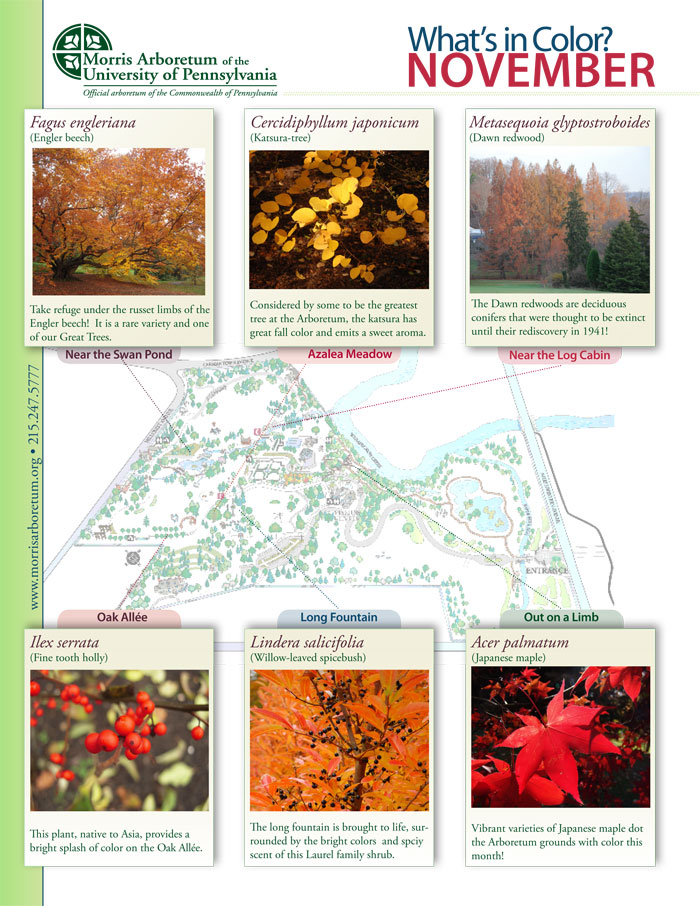 Morris Arboretum of the
University of Pennsylvania
Official arboretum of the Commonwealth of Pennsylvania
What's in Color?
NOVEMBER
Fagus engleriana
(Engler beech)
Take refuge under the russet limbs of the
Engler beech! It is a rare variety and one
of our Great Trees.
Near the Swan Pond
Cercidiphyllum japonicum
(Katsura-tree)
Considered by some to be the greatest
tree at the Arboretum, the katsura has
great fall color and emits a sweet aroma.
Azalea Meadow
Metasequoia glyptostroboides
(Dawn redwood)
The Dawn redwoods are deciduous
conifers that were thought to be extinct
until their rediscovery in 1941!
Near the Log Cabin
www.morrisarboretum.org • 215.247.5777
ENTRANCE
Oak Allée
Ilex serrata
(Fine tooth holly)
This plant, native to Asia, provides a
bright splash of color on the Oak Allée.
Long Fountain
Lindera salicifolia
(Willow-leaved spicebush)
The long fountain is brought to life, sur-
rounded by the bright colors and spciy
scent of this Laurel family shrub.
Out on a Limb
Acer palmatum
(Japanese maple)
Vibrant varieties of Japanese maple dot
the Arboretum grounds with color this
month!